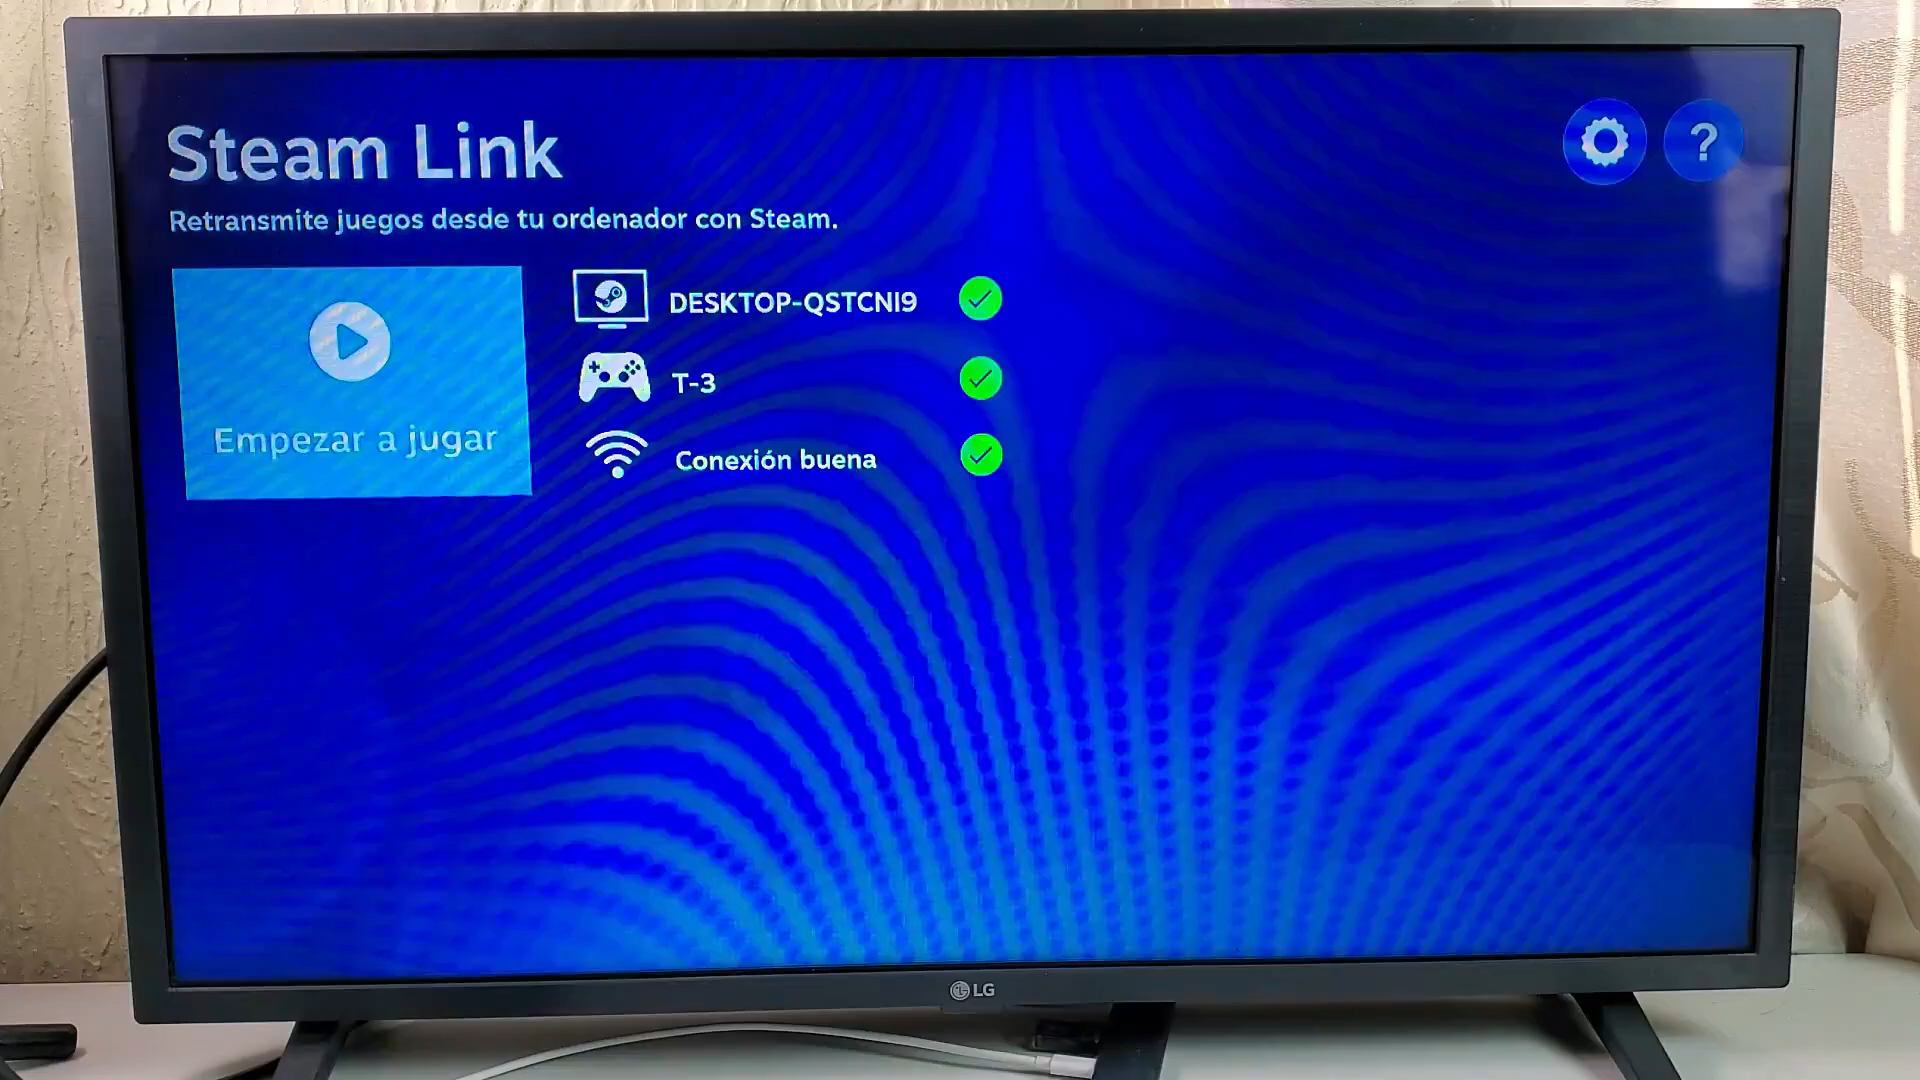 Steam Link
?
Retransmite juegos desde tu ordenador con Steam.
Empezar a jugar
DESKTOP-QSTCNI9
T-3
Conexión buena
LG